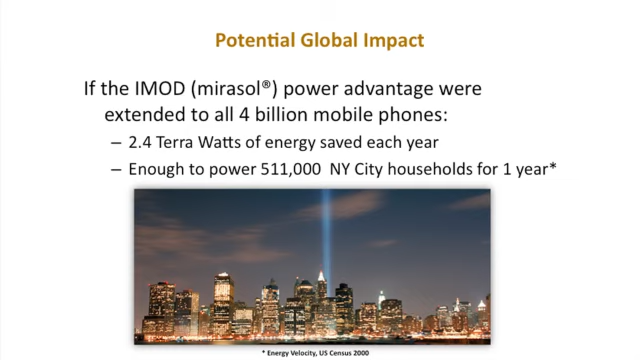 Potential Global Impact
If the IMOD (mirasol®) power advantage were
extended to all 4 billion mobile phones:
– 2.4 Terra Watts of energy saved each year
– Enough to power 511,000 NY City households for 1 year*
* Energy Velocity, US Census 2000